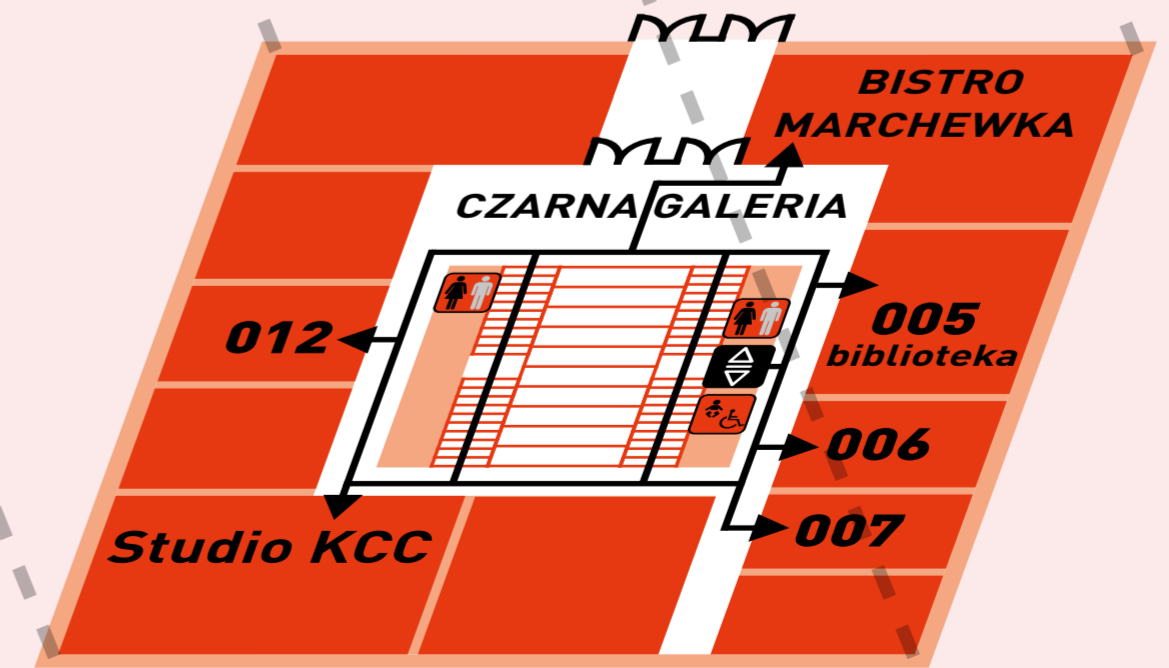 BISTRO
MARCHEWKA
CZARNA GALERIA
005
biblioteka
012
006
007
Studio KCC